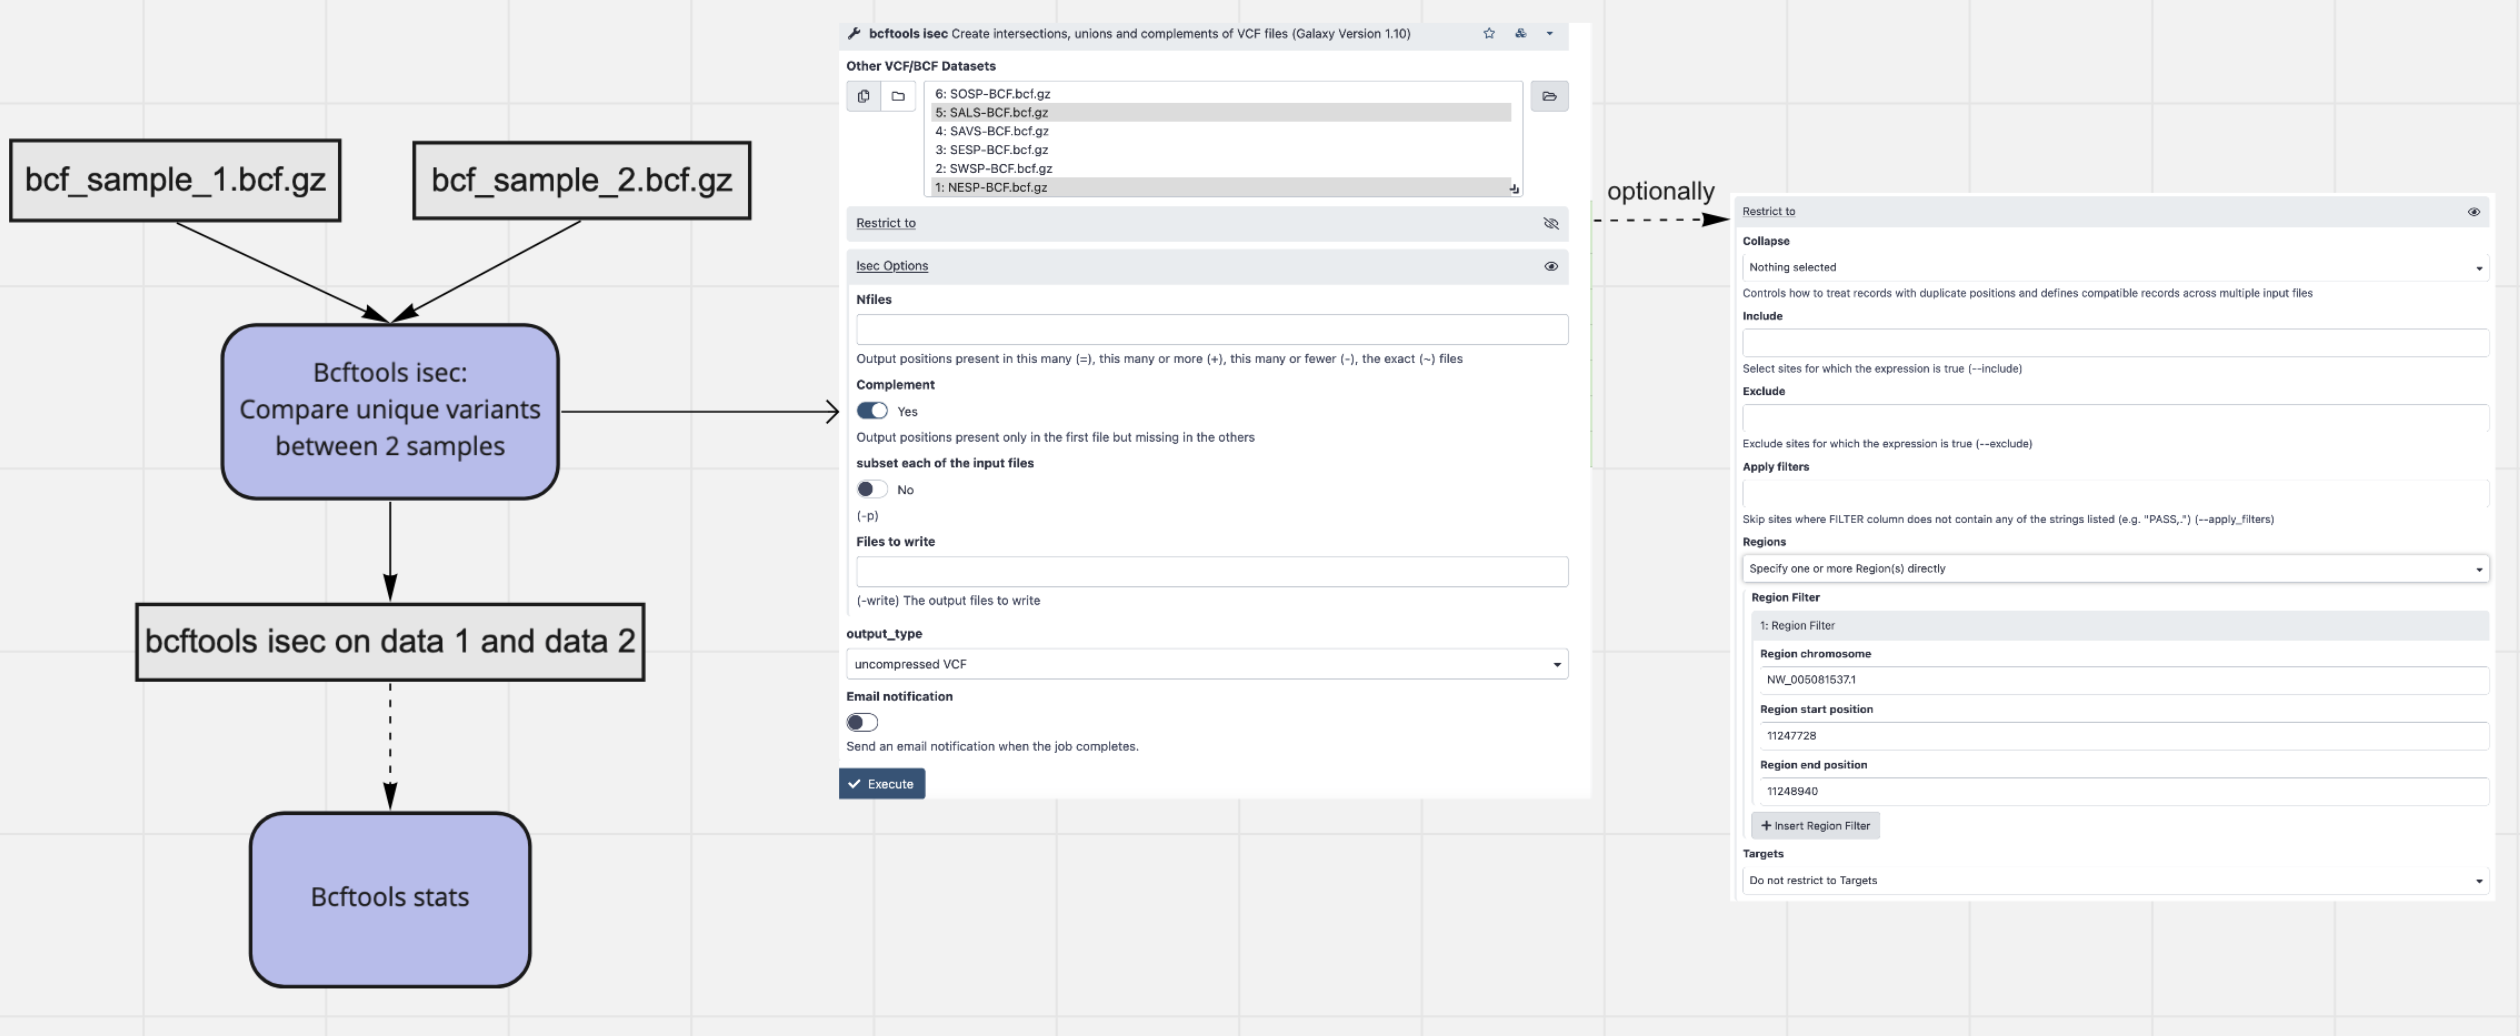 bcf_sample_1.bcf.gz
bcf_sample_2.bcf.gz
Bcftools isec:
Compare unique variants
between 2 samples
bcftools isec on data 1 and data 2
Bcftools stats
bcftools isec Create intersections, unions and complements of VCF files (Galaxy Version 1.10)
Other VCF/BCF Datasets
6: SOSP-BCF.bcf.gz
5: SALS-BCF.bcf.gz
4: SAVS-BCF.bcf.gz
3: SESP-BCF.bcf.gz
2: SWSP-BCF.bcf.gz
1: NESP-BCF.bcf.gz
Restrict to
Isec Options
Nfiles
Output positions present in this many (=), this many or more (+), this many or fewer (-), the exact (~) files
Complement
Yes
Output positions present only in the first file but missing in the others
subset each of the input files
No
(-p)
Files to write
(-write) The output files to write
output_type
uncompressed VCF
Email notification
Send an email notification when the job completes.
Execute
optionally
Restrict to
Collapse
Nothing selected
Controls how to treat records with duplicate positions and defines compatible records across multiple input files
Include
Select sites for which the expression is true (--include)
Exclude
Exclude sites for which the expression is true (--exclude)
Apply filters
Skip sites where FILTER column does not contain any of the strings listed (e.g. "PASS,.") (--apply_filters)
Regions
Specify one or more Region(s) directly
Region Filter
1: Region Filter
Region chromosome
NW_005081537.1
Region start position
11247728
Region end position
11248940
+ Insert Region Filter
Targets
Do not restrict to Targets